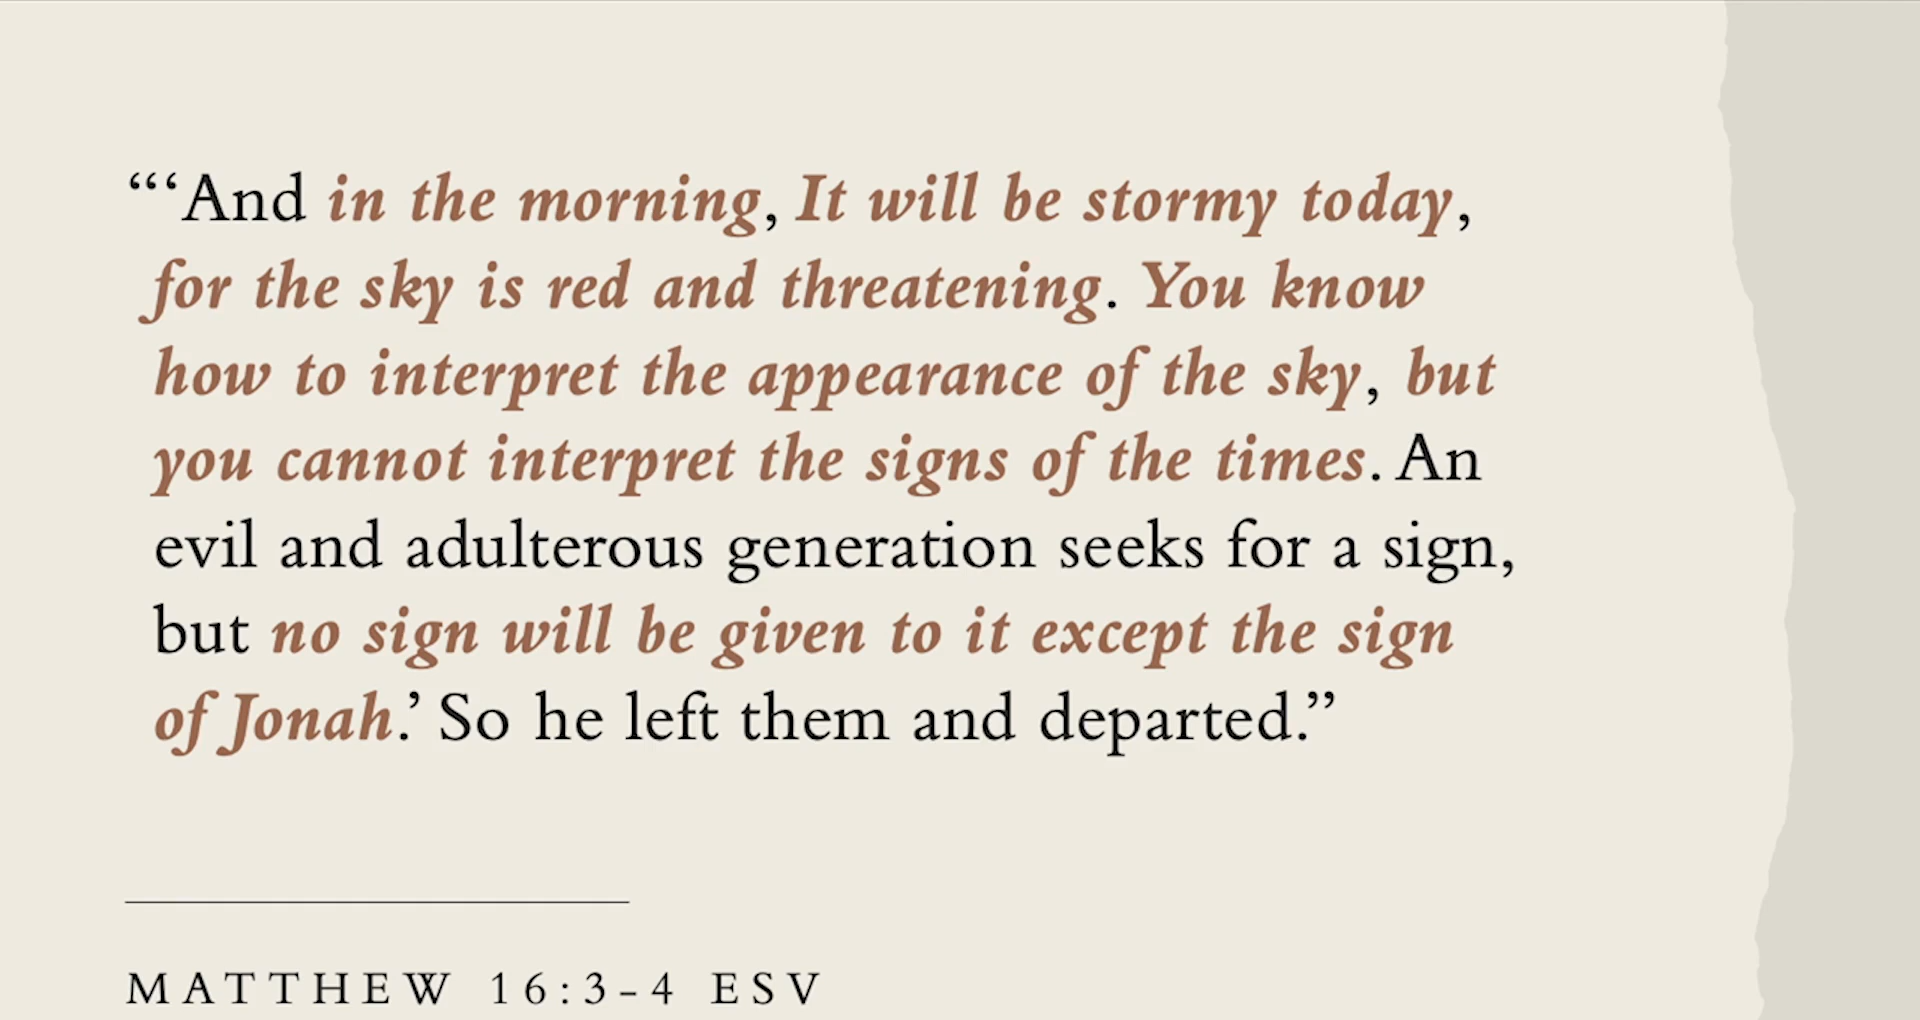 “‘And in the morning, It will be stormy today,
for the sky is red and threatening. You know
how to interpret the appearance of the sky, but
you cannot interpret the signs of the times. An
evil and adulterous generation seeks for a sign,
but no sign will be given to it except the sign
of Jonah.’ So he left them and departed.”
MATTHEW 16:3-4 ESV